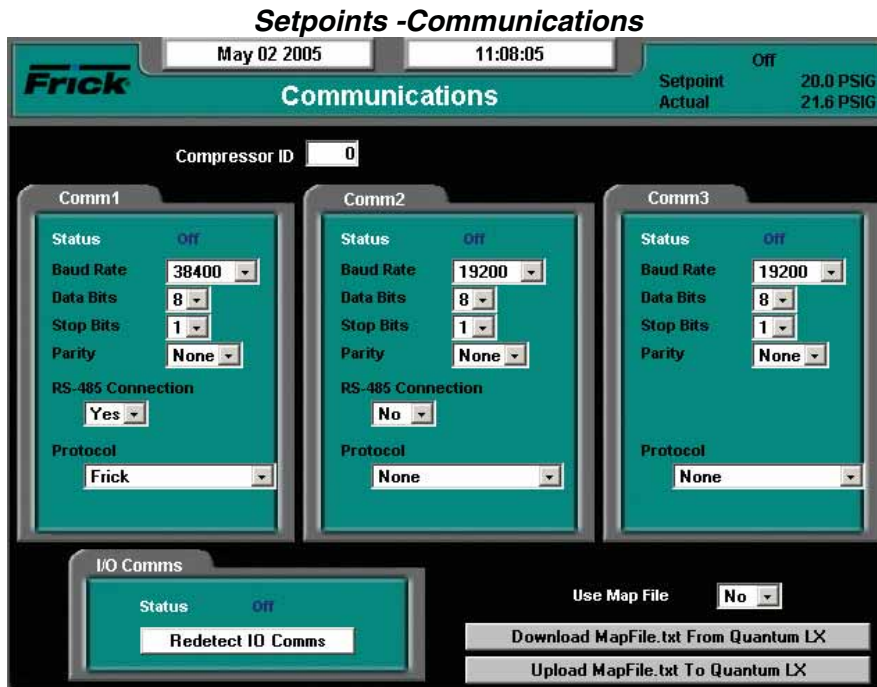 Setpoints -Communications
May 02 2005
11:08:05
Off
Frick
Communications
Setpoint 20.0 PSIG
Actual 21.6 PSIG
Compressor ID 0
Comm1
Status Off
Baud Rate 38400
Data Bits 8
Stop Bits 1
Parity None
RS-485 Connection
Yes
Protocol
Frick
Comm2
Status Off
Baud Rate 19200
Data Bits 8
Stop Bits 1
Parity None
RS-485 Connection
No
Protocol
None
Comm3
Status Off
Baud Rate 19200
Data Bits 8
Stop Bits 1
Parity None
Protocol
None
I/O Comms
Status Off
Redetect IO Comms
Use Map File No
Download MapFile.txt From Quantum LX
Upload MapFile.txt To Quantum LX